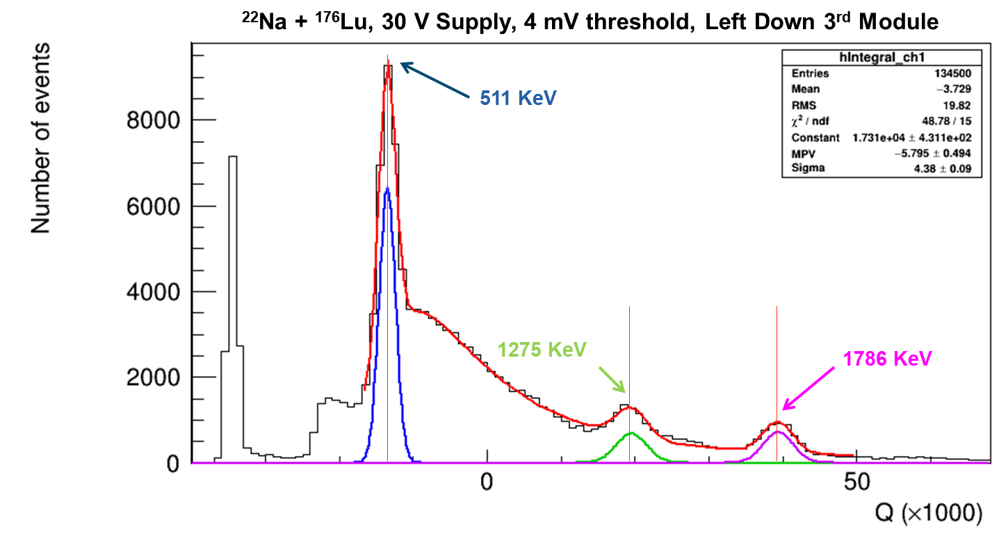 ²²Na + ¹⁷⁶Lu, 30 V Supply, 4 mV threshold, Left Down 3ʳᵈ Module
Number of events
hIntegral_ch1
Entries 134500
Mean −3.729
RMS 19.82
χ² / ndf 48.78 / 15
Constant 1.731e+04 ± 4.311e+02
MPV −5.795 ± 0.494
Sigma 4.38 ± 0.09
511 KeV
1275 KeV
1786 KeV
8000
6000
4000
2000
0
0 50
Q (×1000)